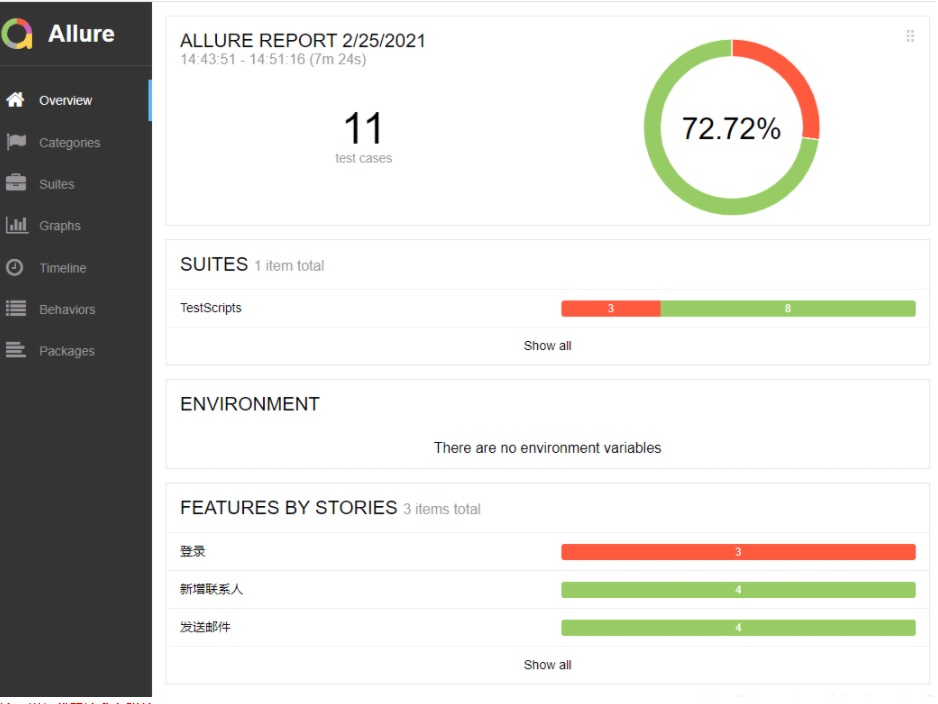 Allure
Overview
Categories
Suites
Graphs
Timeline
Behaviors
Packages
ALLURE REPORT 2/25/2021
14:43:51 - 14:51:16 (7m 24s)
11
test cases
72.72%
SUITES 1 item total
TestScripts 3 8
Show all
ENVIRONMENT
There are no environment variables
FEATURES BY STORIES 3 items total
登录 3
新增联系人 4
发送邮件 4
Show all